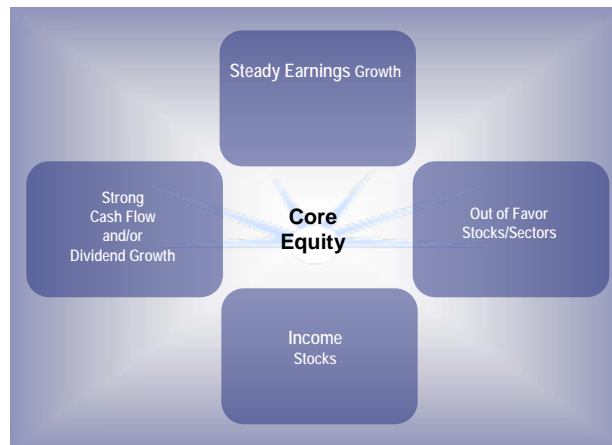 Steady Earnings Growth
Strong
Cash Flow
and/or
Dividend Growth
Core
Equity
Out of Favor
Stocks/Sectors
Income
Stocks